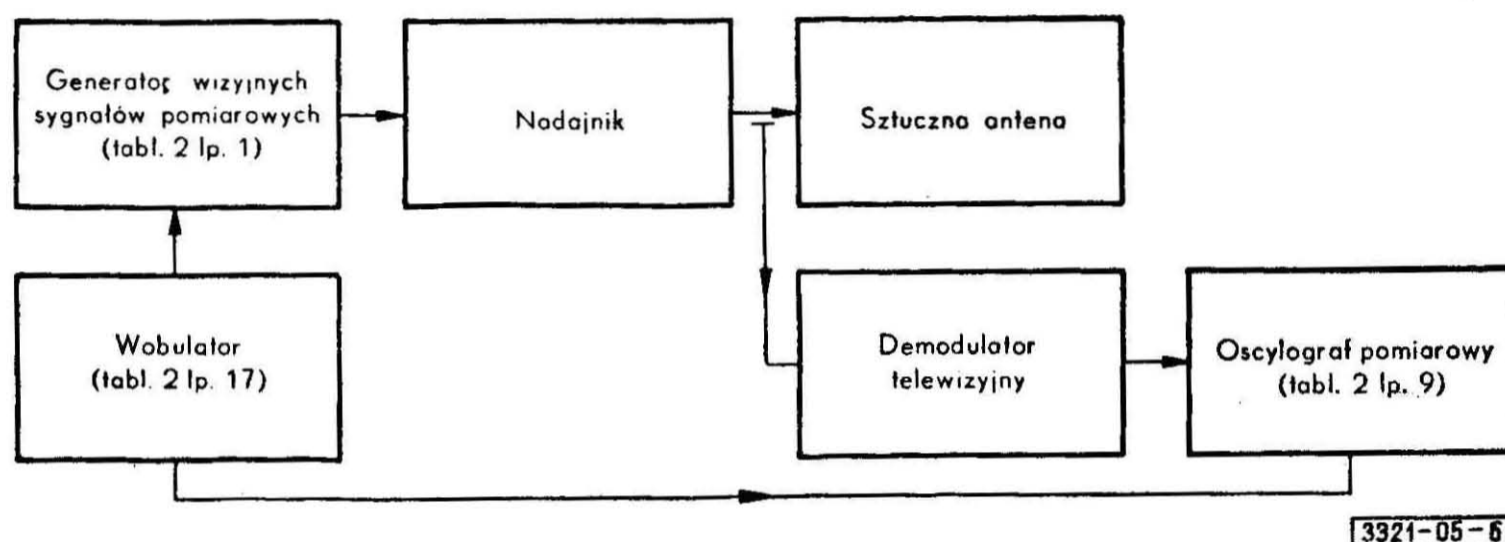 Generator wizyjnych
sygnałów pomiarowych
(tabl. 2 lp. 1)
Nadajnik
Sztuczna antena
Wobulator
(tabl. 2 lp. 17)
Demodulator
telewizyjny
Oscylograf pomiarowy
(tabl. 2 lp. 9)
3321-05-6